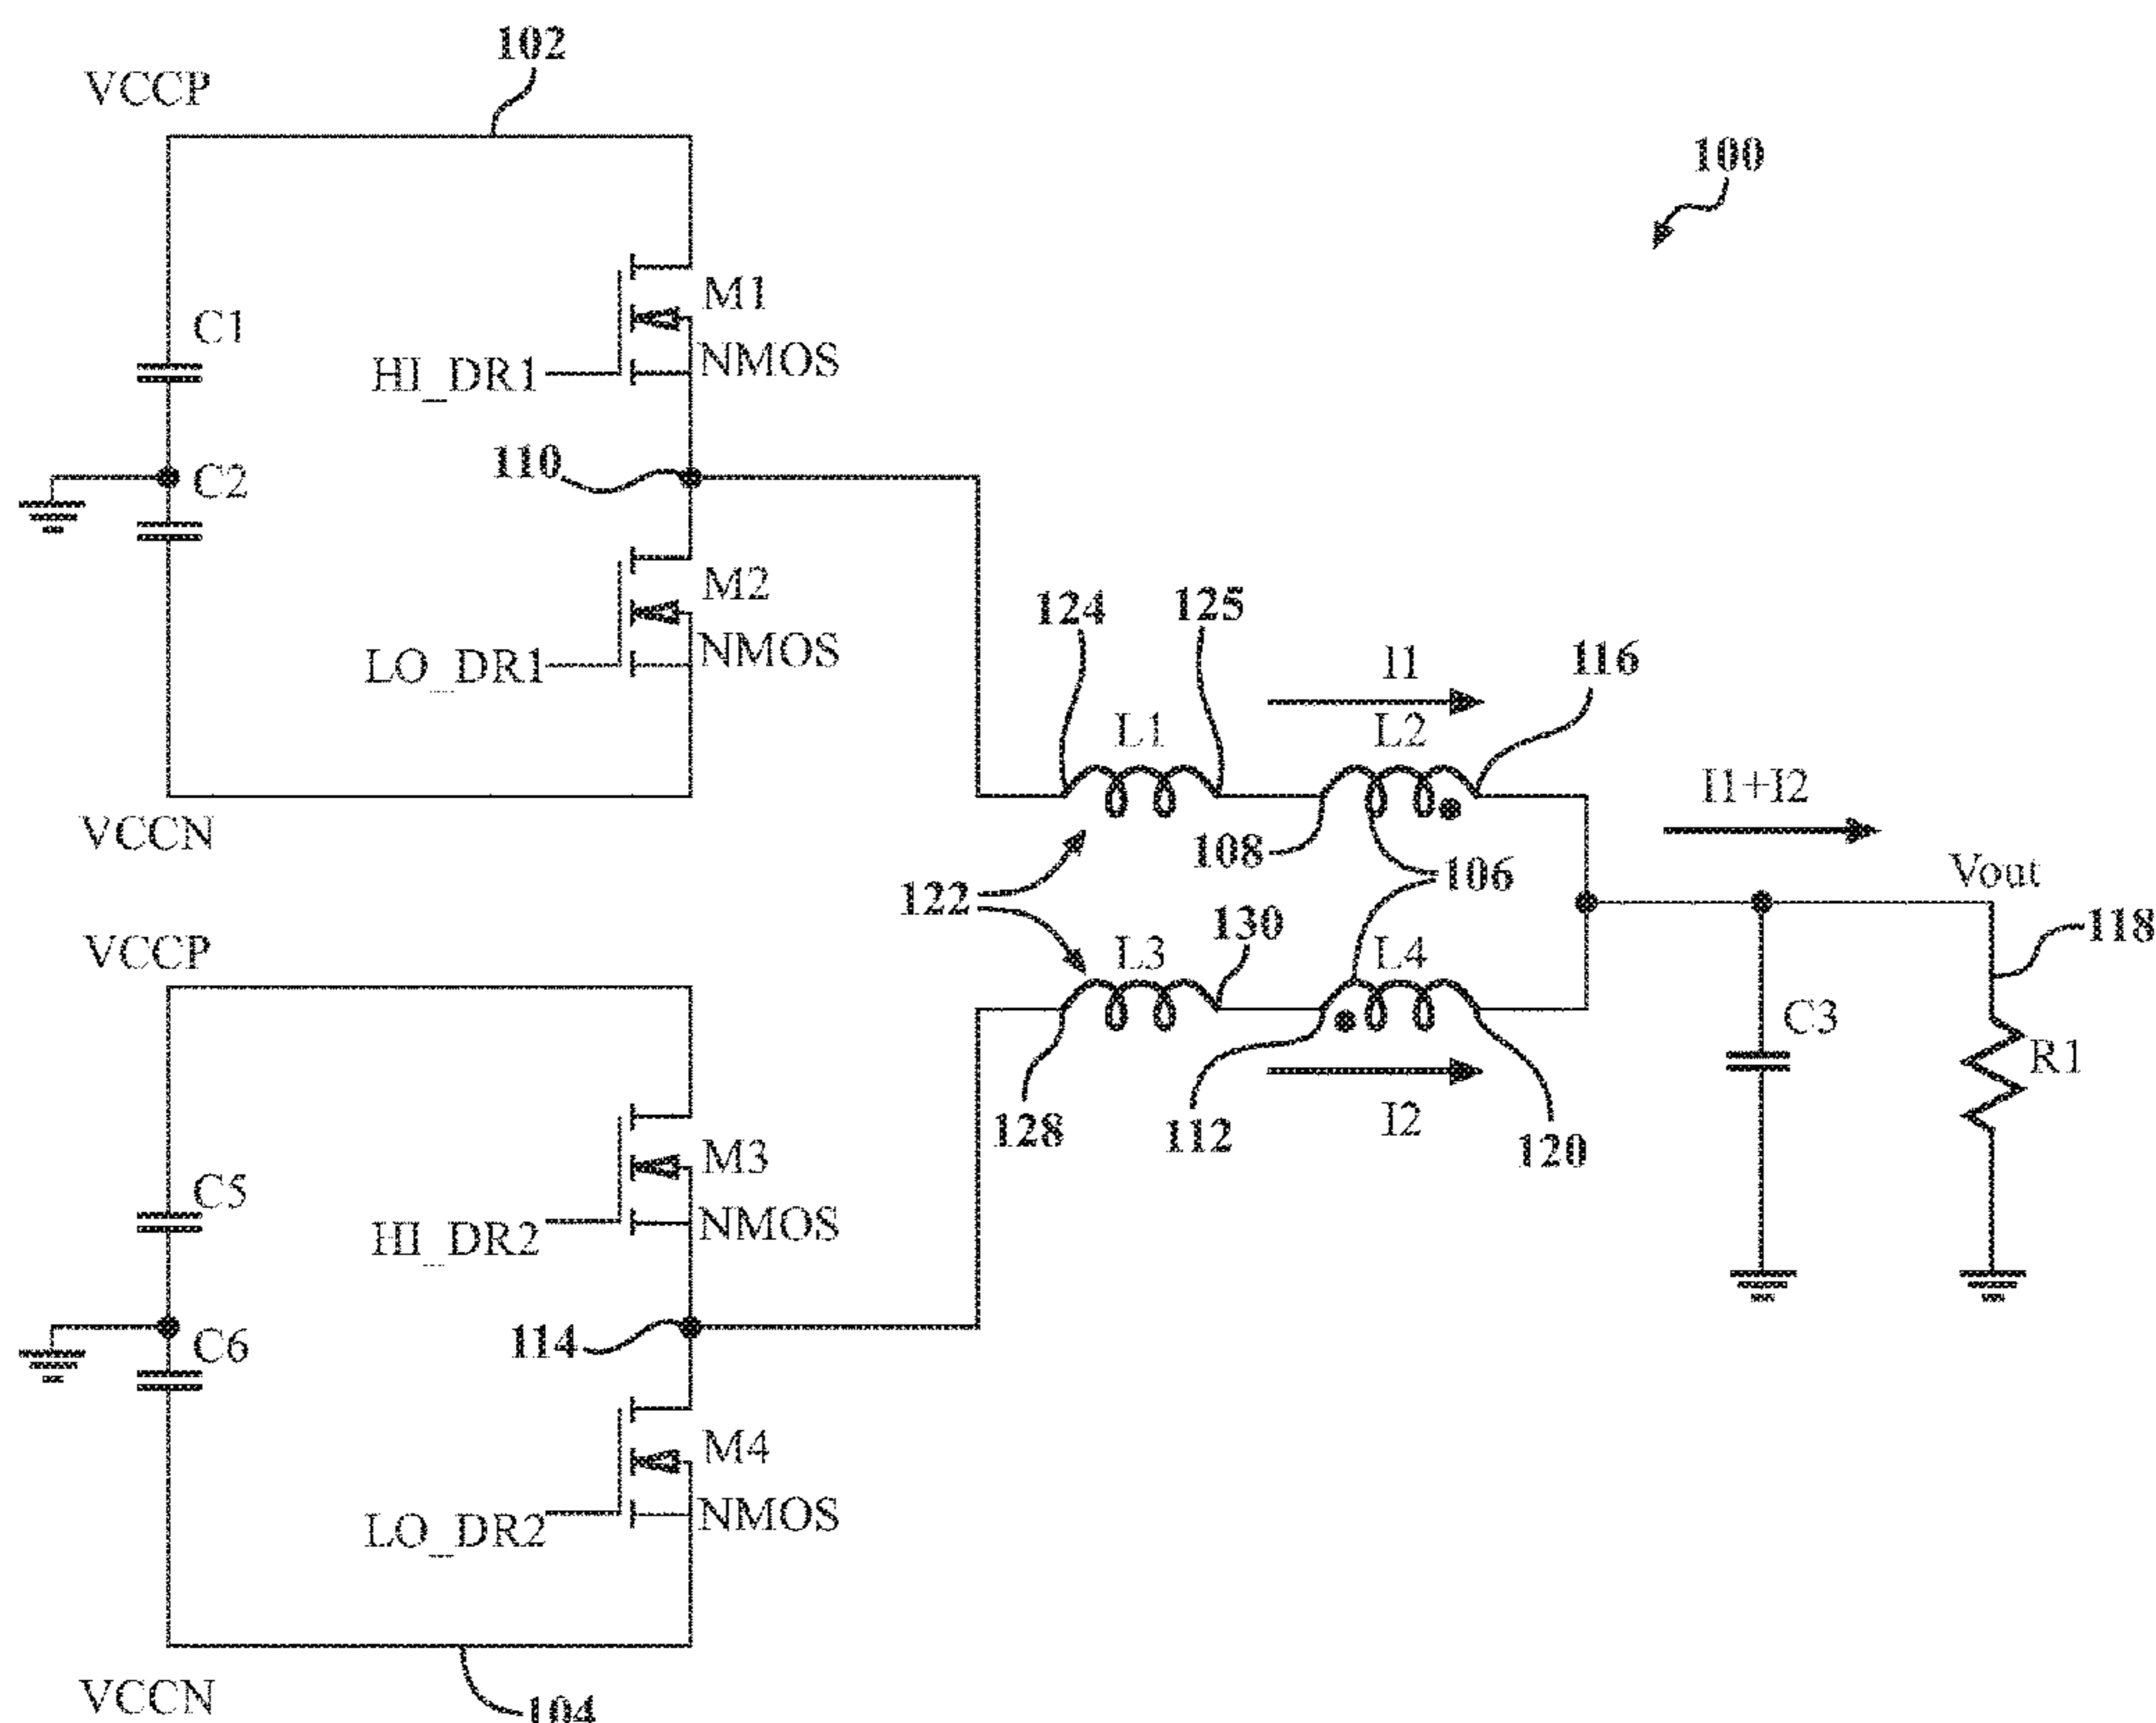 102
VCCP
100
M1
C1
NMOS
HI_DR1
110
C2
M2
NMOS
LO_DR1
124
125
I1
116
L1
L2
I1+I2
VCCN
108
106
Vout
122
130
118
VCCP
L3
L4
C3
R1
128
112
I2
120
M3
C5
NMOS
HI_DR2
114
C6
M4
NMOS
LO_DR2
VCCN
104